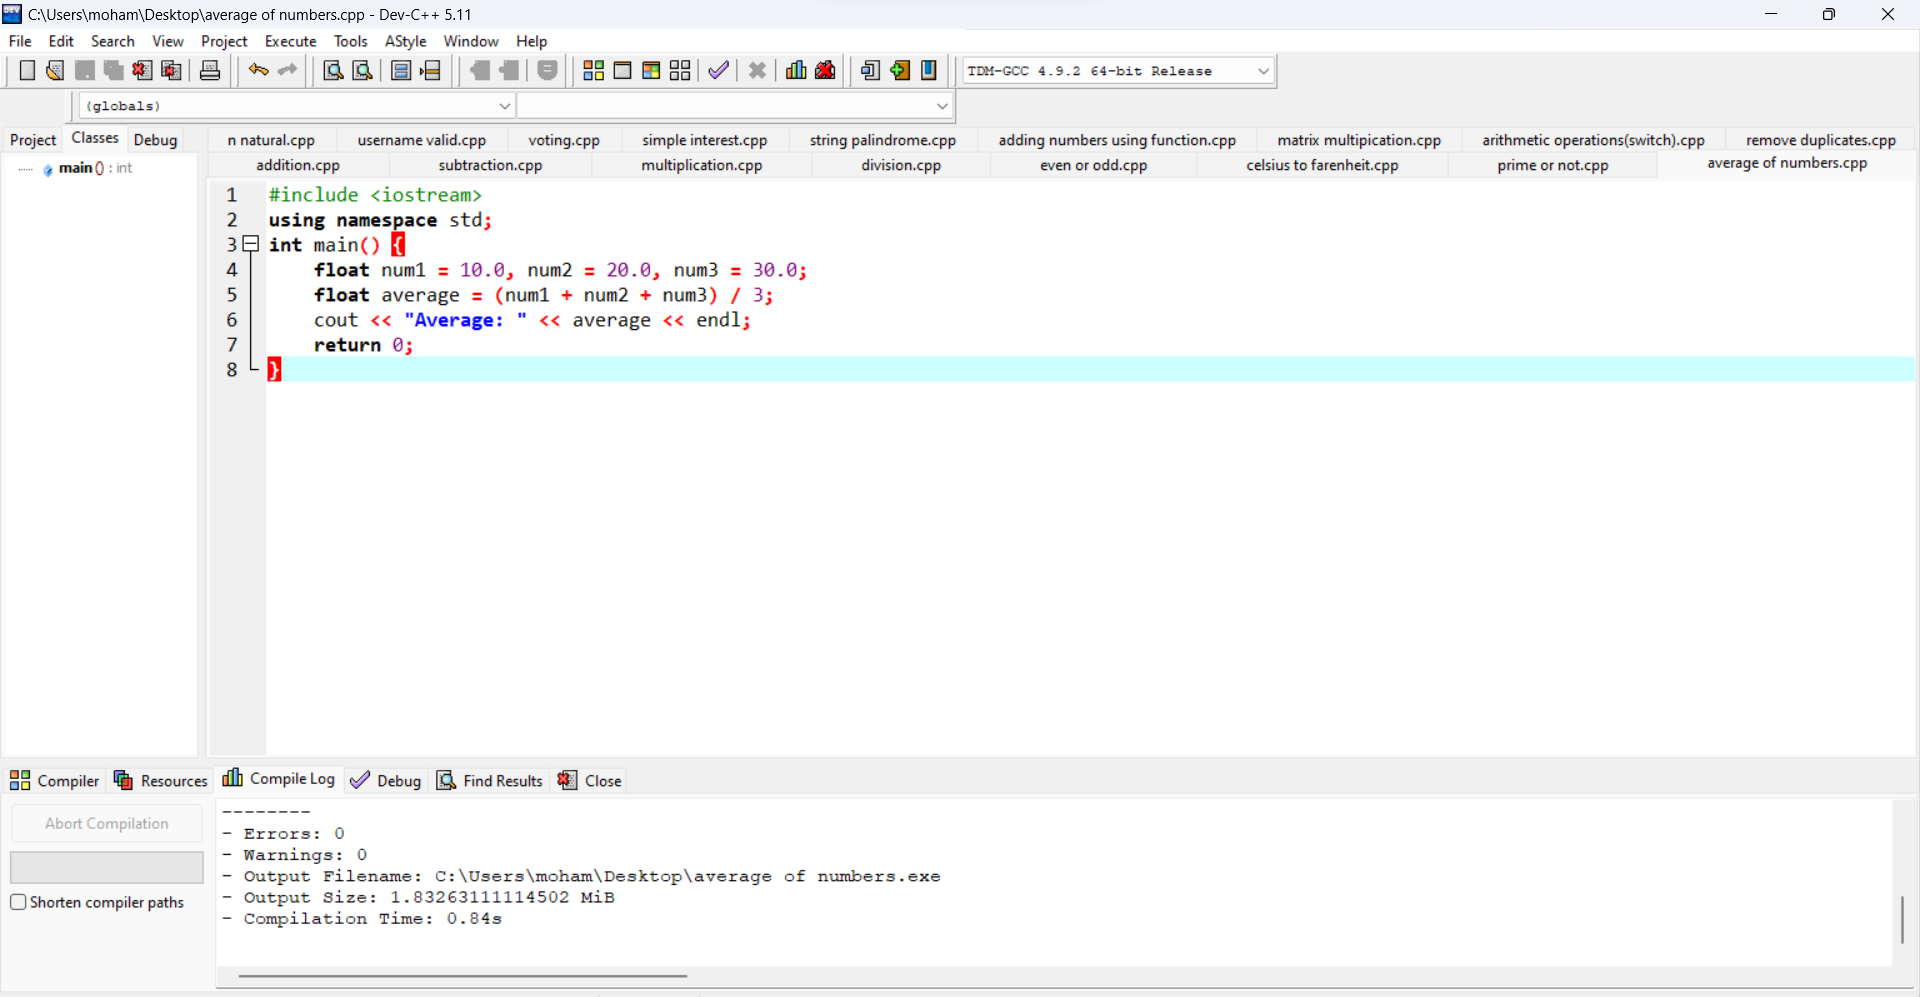 C:\Users\moham\Desktop\average of numbers.cpp - Dev-C++ 5.11
File Edit Search View Project Execute Tools AStyle Window Help
TDM-GCC 4.9.2 64-bit Release
(globals)
Project Classes Debug
n natural.cpp username valid.cpp voting.cpp simple interest.cpp string palindrome.cpp adding numbers using function.cpp matrix multipication.cpp arithmetic operations(switch).cpp remove duplicates.cpp
addition.cpp subtraction.cpp multiplication.cpp division.cpp even or odd.cpp celsius to farenheit.cpp prime or not.cpp average of numbers.cpp
main () : int
1 #include <iostream>
2 using namespace std;
3 int main() {
4 float num1 = 10.0, num2 = 20.0, num3 = 30.0;
5 float average = (num1 + num2 + num3) / 3;
6 cout << "Average: " << average << endl;
7 return 0;
8 }
Compiler Resources Compile Log Debug Find Results Close
Abort Compilation
Shorten compiler paths
--------
- Errors: 0
- Warnings: 0
- Output Filename: C:\Users\moham\Desktop\average of numbers.exe
- Output Size: 1.83263111114502 MiB
- Compilation Time: 0.84s